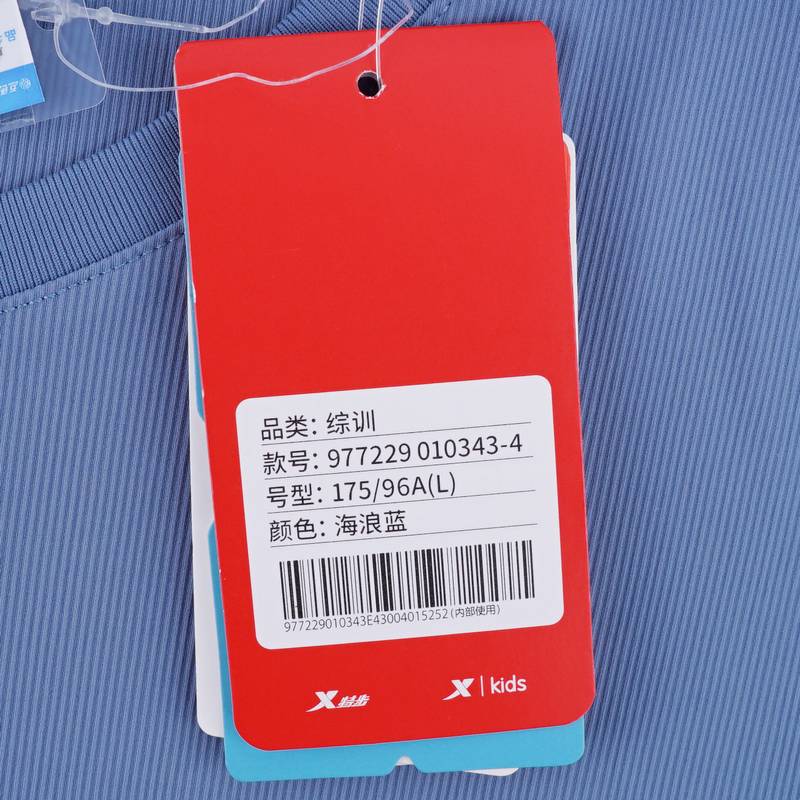 品类: 综训
款号: 977229 010343-4
号型: 175/96A(L)
颜色: 海浪蓝
977229010343E43004015252 (内部使用)
X 特步
X | kids